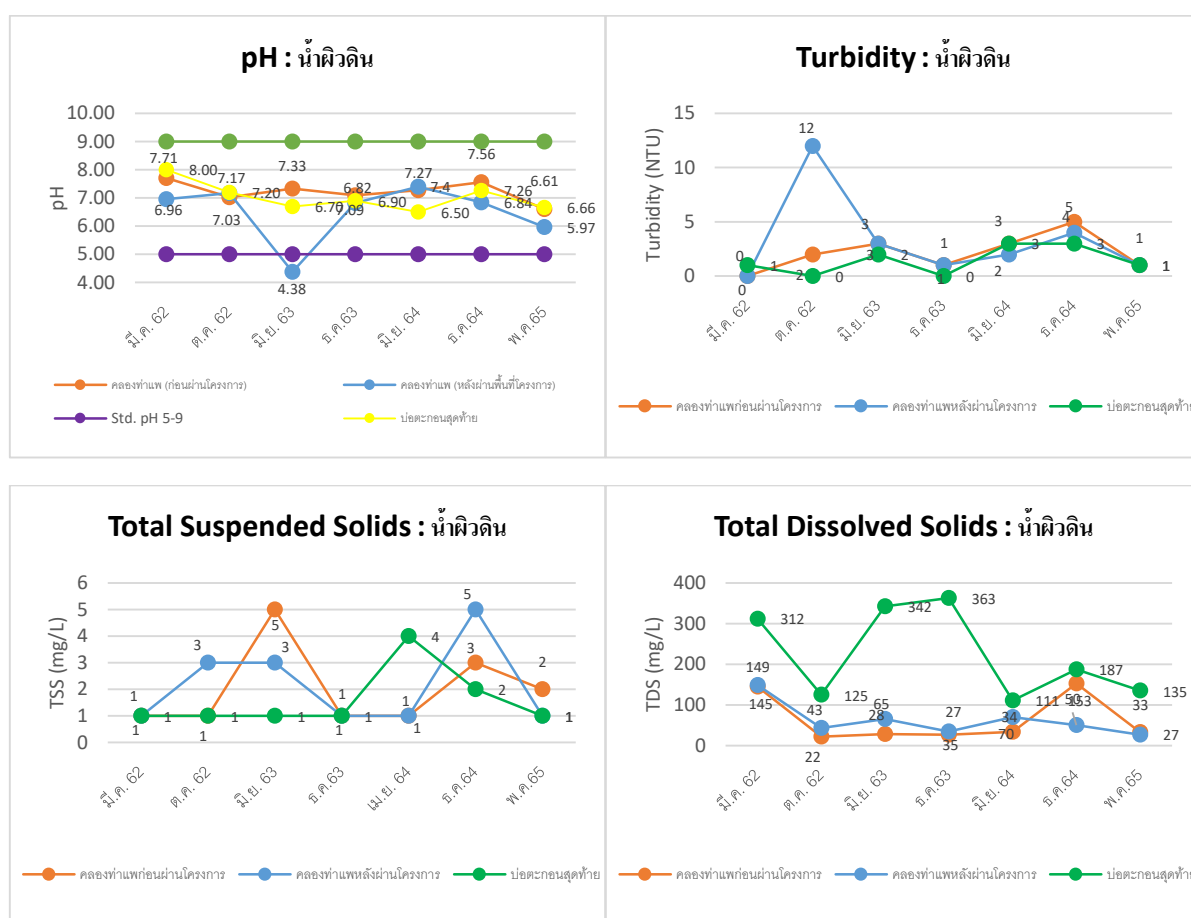 pH : น้ำผิวดิน
10.00
9.00
8.00
7.00
6.00
5.00
4.00
pH
7.71
8.00
7.17
7.33
6.82
7.27
7.4
7.56
7.26
6.61
6.96
7.03
7.20
6.70
7.09
6.90
6.50
6.84
6.66
5.97
4.38
มี.ค. 62
ต.ค. 62
มิ.ย. 63
ธ.ค.63
มิ.ย. 64
ธ.ค.64
พ.ค.65
คลองท่าแพ (ก่อนผ่านโครงการ)
คลองท่าแพ (หลังผ่านพื้นที่โครงการ)
Std. pH 5-9
บ่อตะกอนสุดท้าย
Turbidity : น้ำผิวดิน
15
10
5
0
Turbidity (NTU)
12
0
0
1
2
0
3
3
2
1
1
0
3
2
3
5
4
3
1
1
มี.ค. 62
ต.ค. 62
มิ.ย. 63
ธ.ค.63
มิ.ย. 64
ธ.ค.64
พ.ค.65
คลองท่าแพก่อนผ่านโครงการ
คลองท่าแพหลังผ่านโครงการ
บ่อตะกอนสุดท้าย
Total Suspended Solids : น้ำผิวดิน
6
5
4
3
2
1
0
TSS (mg/L)
1
1
1
3
1
1
5
3
1
1
1
1
1
1
4
5
3
2
2
1
มี.ค. 62
ต.ค. 62
มิ.ย. 63
ธ.ค.63
เม.ย. 64
ธ.ค.64
พ.ค.65
คลองท่าแพก่อนผ่านโครงการ
คลองท่าแพหลังผ่านโครงการ
บ่อตะกอนสุดท้าย
Total Dissolved Solids : น้ำผิวดิน
400
300
200
100
0
TDS (mg/L)
312
149
145
125
43
22
342
65
28
363
27
35
111
34
70
187
153
50
135
33
27
มี.ค. 62
ต.ค. 62
มิ.ย. 63
ธ.ค.63
มิ.ย. 64
ธ.ค.64
พ.ค.65
คลองท่าแพก่อนผ่านโครงการ
คลองท่าแพหลังผ่านโครงการ
บ่อตะกอนสุดท้าย